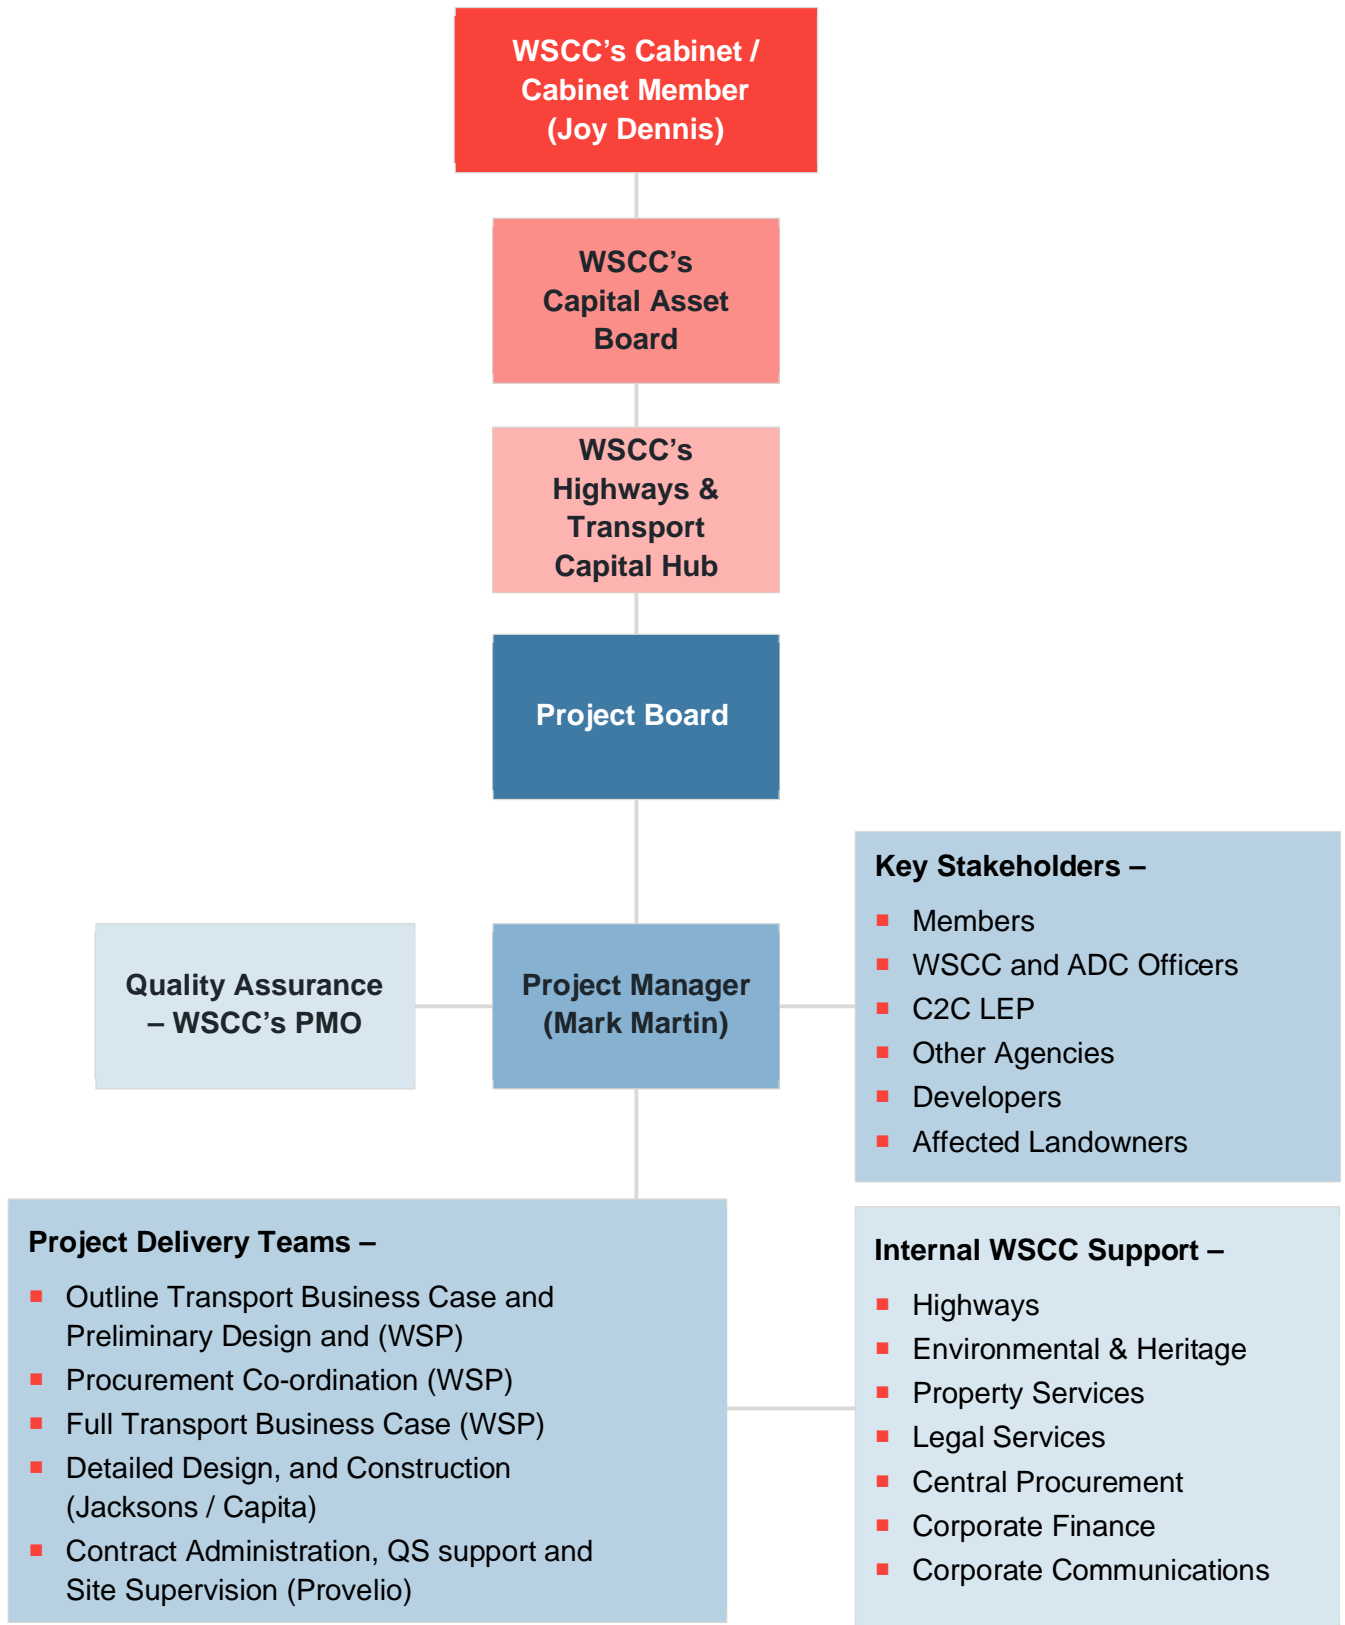 WSCC’s Cabinet /
Cabinet Member
(Joy Dennis)
WSCC’s
Capital Asset
Board
WSCC’s
Highways &
Transport
Capital Hub
Project Board
Quality Assurance
– WSCC’s PMO
Project Manager
(Mark Martin)
Key Stakeholders –
Members
WSCC and ADC Officers
C2C LEP
Other Agencies
Developers
Affected Landowners
Project Delivery Teams –
Outline Transport Business Case and
Preliminary Design and (WSP)
Procurement Co-ordination (WSP)
Full Transport Business Case (WSP)
Detailed Design, and Construction
(Jacksons / Capita)
Contract Administration, QS support and
Site Supervision (Provelio)
Internal WSCC Support –
Highways
Environmental & Heritage
Property Services
Legal Services
Central Procurement
Corporate Finance
Corporate Communications